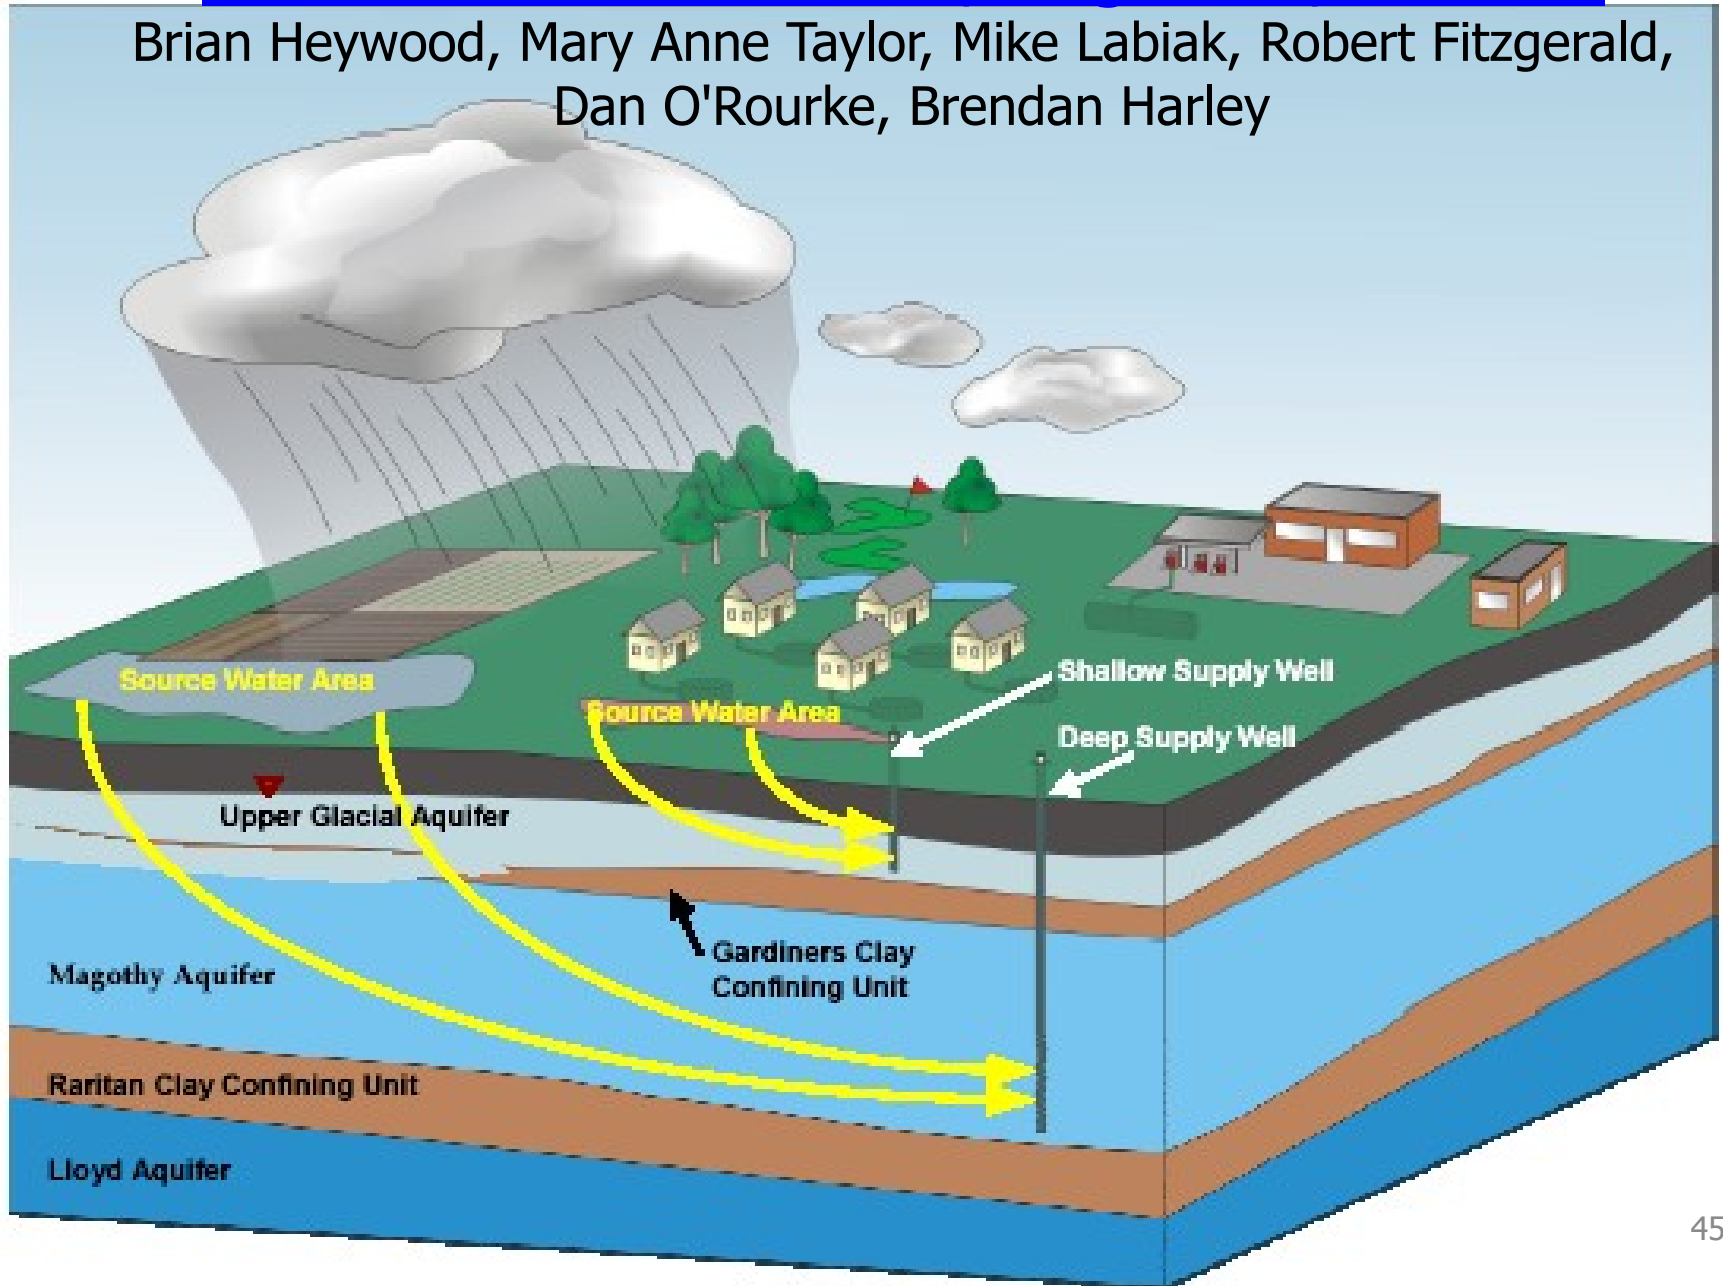 Brian Heywood, Mary Anne Taylor, Mike Labiak, Robert Fitzgerald,
Dan O'Rourke, Brendan Harley
Source Water Area
Source Water Area
Shallow Supply Well
Deep Supply Well
Upper Glacial Aquifer
Gardiners Clay
Confining Unit
Magothy Aquifer
Raritan Clay Confining Unit
Lloyd Aquifer
45